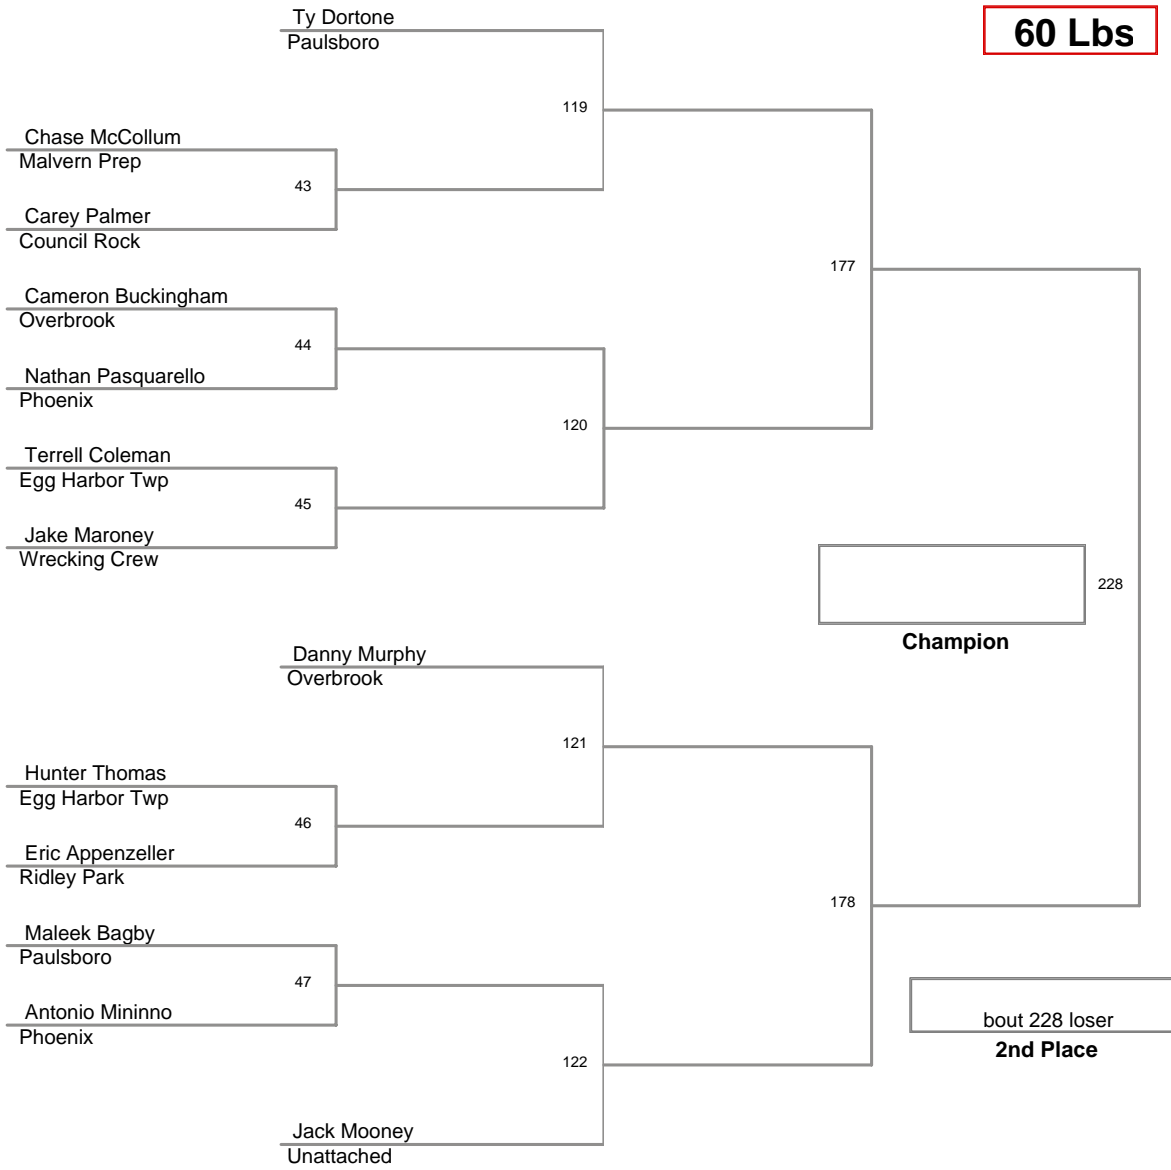 Ty Dortone
Paulsboro
60 Lbs
119
Chase McCollum
Malvern Prep
43
Carey Palmer
Council Rock
177
Cameron Buckingham
Overbrook
44
Nathan Pasquarello
Phoenix
120
Terrell Coleman
Egg Harbor Twp
45
Jake Maroney
Wrecking Crew
228
Champion
Danny Murphy
Overbrook
121
Hunter Thomas
Egg Harbor Twp
46
Eric Appenzeller
Ridley Park
178
Maleek Bagby
Paulsboro
47
Antonio Mininno
Phoenix
bout 228 loser
2nd Place
122
Jack Mooney
Unattached